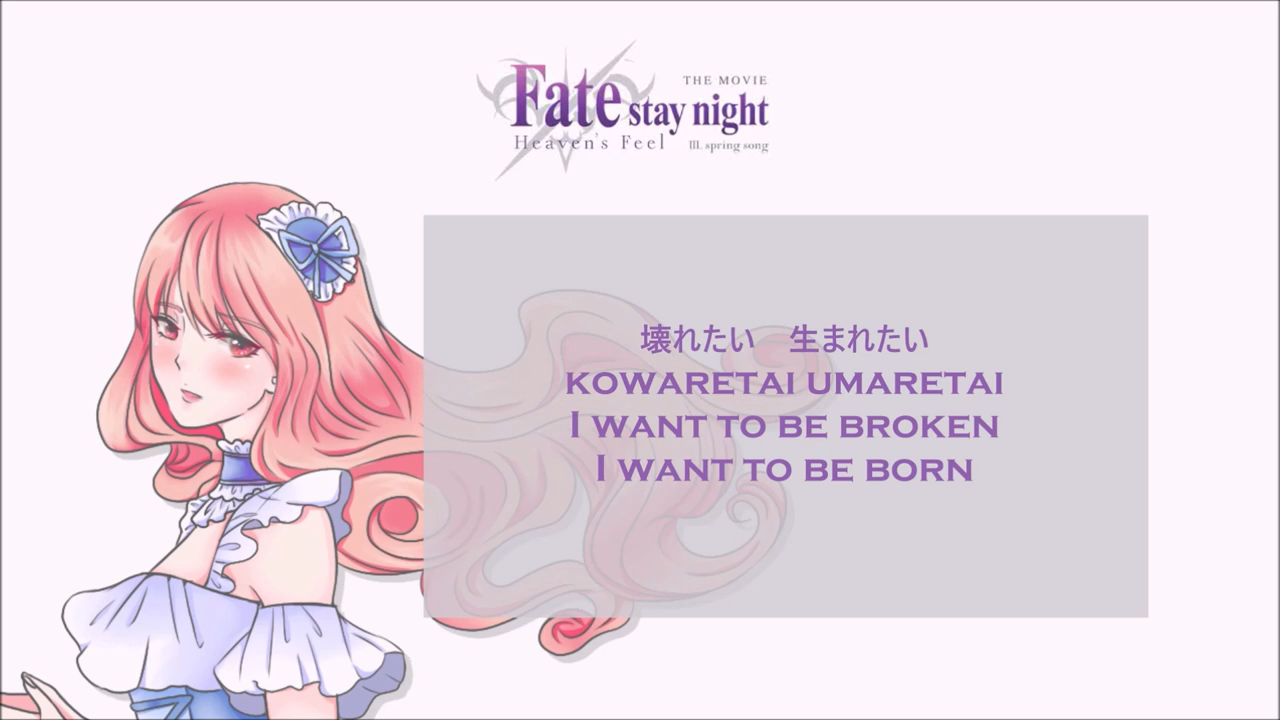 THE MOVIE
Fate stay night
Heaven's Feel III. spring song
壊れたい 生まれたい
KOWARETAI UMARETAI
I WANT TO BE BROKEN
I WANT TO BE BORN